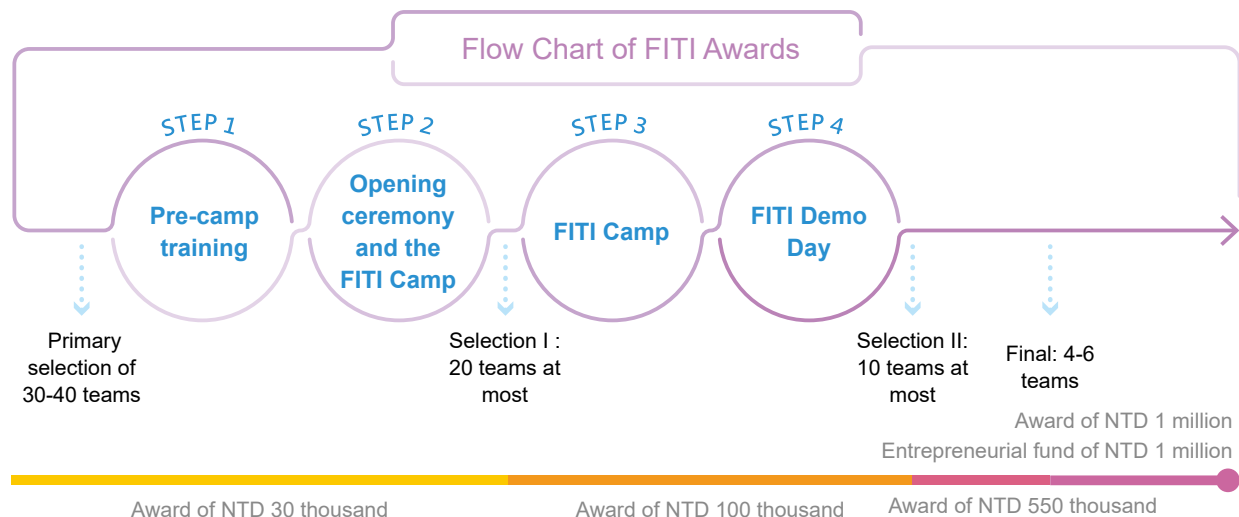 Flow Chart of FITI Awards
STEP 1
Pre-camp
training
STEP 2
Opening
ceremony
and the
FITI Camp
STEP 3
FITI Camp
STEP 4
FITI Demo
Day
Primary
selection of
30-40 teams
Selection I :
20 teams at
most
Selection II:
10 teams at
most
Final: 4-6
teams
Award of NTD 1 million
Entrepreneurial fund of NTD 1 million
Award of NTD 30 thousand
Award of NTD 100 thousand
Award of NTD 550 thousand